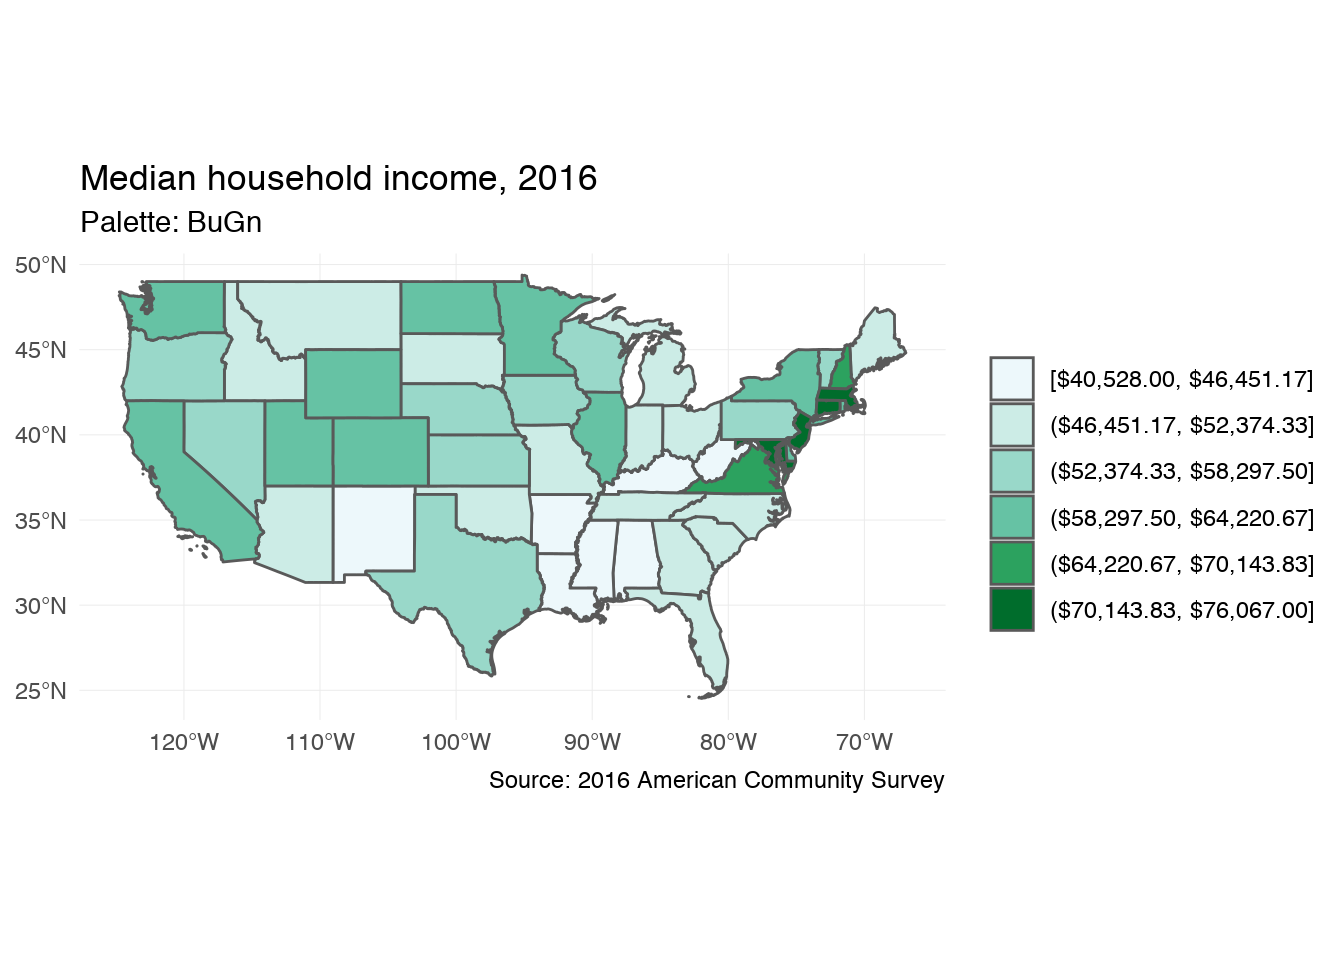 Median household income, 2016
Palette: BuGn
50°N
45°N
40°N
35°N
30°N
25°N
120°W 110°W 100°W 90°W 80°W 70°W
Source: 2016 American Community Survey
[$40,528.00, $46,451.17]
($46,451.17, $52,374.33]
($52,374.33, $58,297.50]
($58,297.50, $64,220.67]
($64,220.67, $70,143.83]
($70,143.83, $76,067.00]